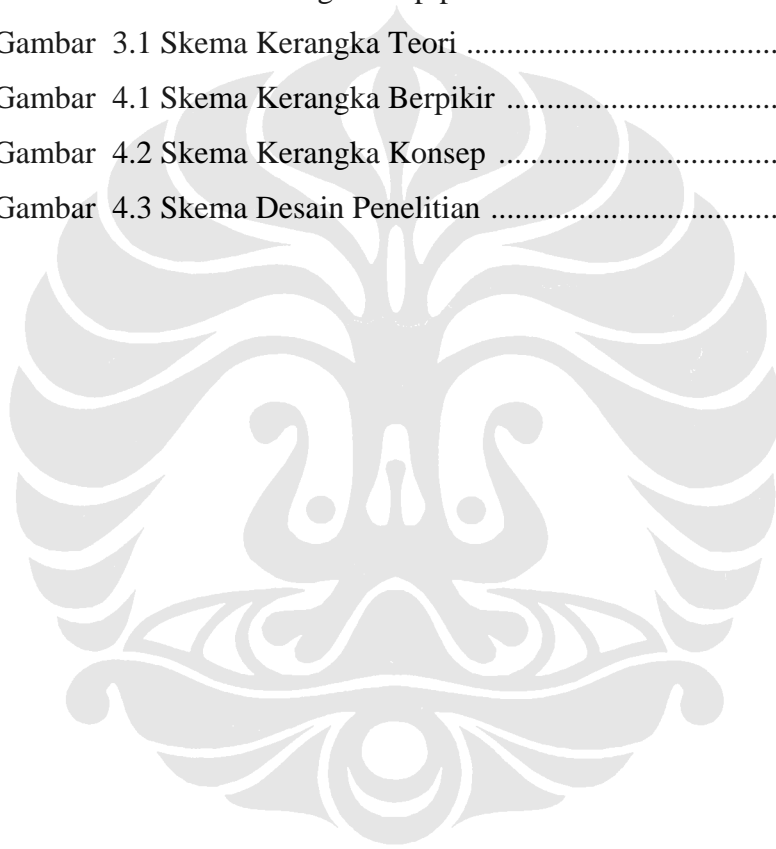 Gambar 3.1 Skema Kerangka Teori ........................................
Gambar 4.1 Skema Kerangka Berpikir ...................................
Gambar 4.2 Skema Kerangka Konsep ....................................
Gambar 4.3 Skema Desain Penelitian .....................................